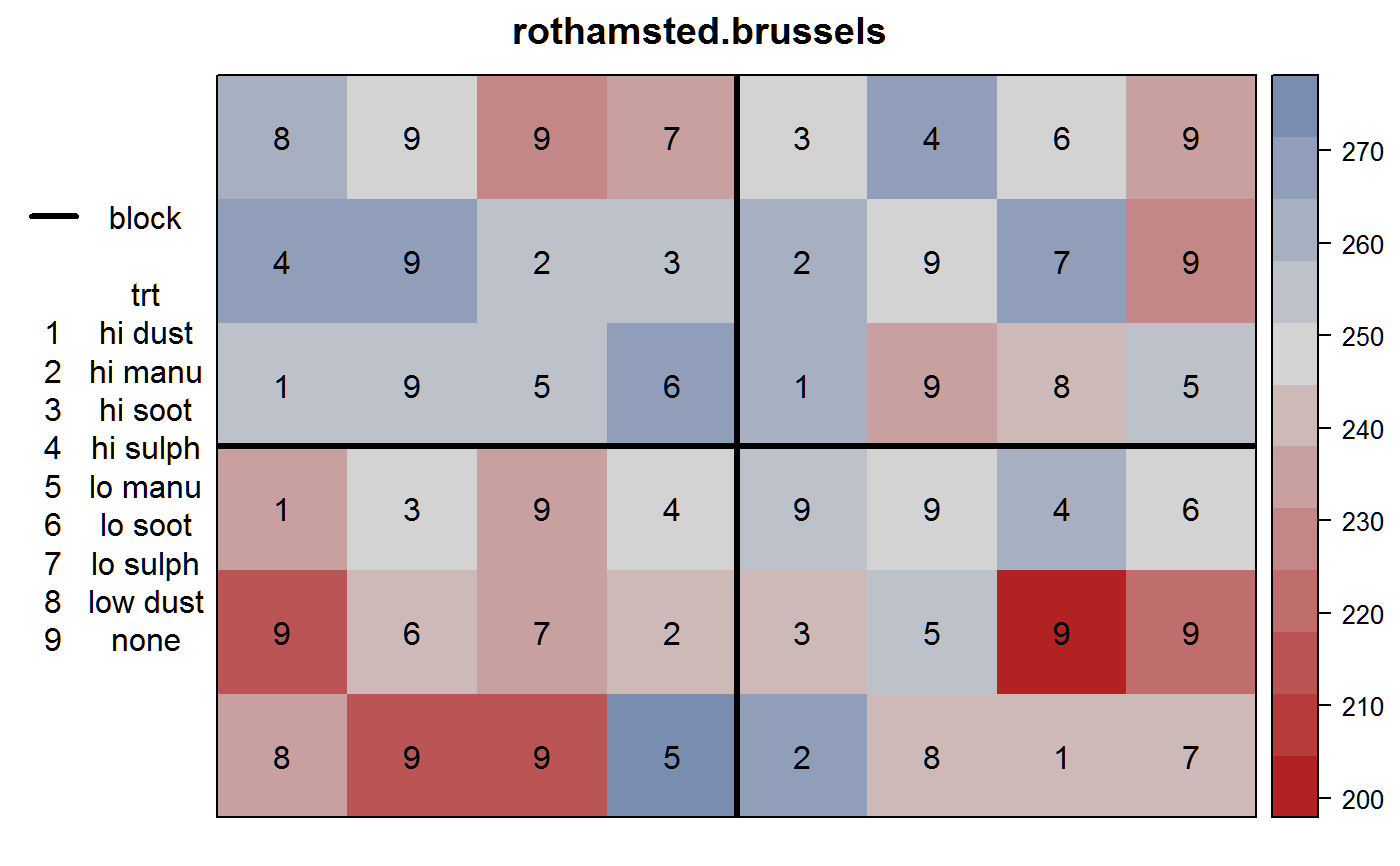 rothamsted.brussels
block
trt
1 hi dust
2 hi manu
3 hi soot
4 hi sulph
5 lo manu
6 lo soot
7 lo sulph
8 low dust
9 none
8 9 9 7 3 4 6 9
4 9 2 3 2 9 7 9
1 9 5 6 1 9 8 5
1 3 9 4 9 9 4 6
9 6 7 2 3 5 9 9
8 9 9 5 2 8 1 7
270
260
250
240
230
220
210
200